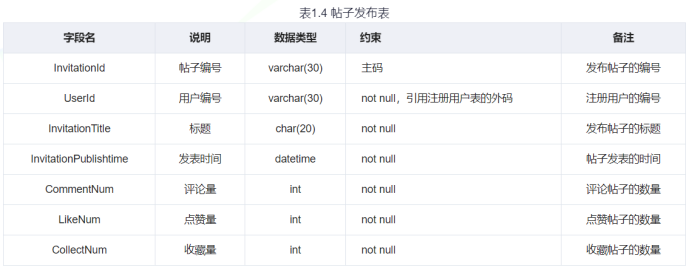 表1.4 帖子发布表
字段名 说明 数据类型 约束 备注
InvitationId 帖子编号 varchar(30) 主码 发布帖子的编号
UserId 用户编号 varchar(30) not null，引用注册用户表的外码 注册用户的编号
InvitationTitle 标题 char(20) not null 发布帖子的标题
InvitationPublishtime 发表时间 datetime not null 帖子发表的时间
CommentNum 评论量 int not null 评论帖子的数量
LikeNum 点赞量 int not null 点赞帖子的数量
CollectNum 收藏量 int not null 收藏帖子的数量